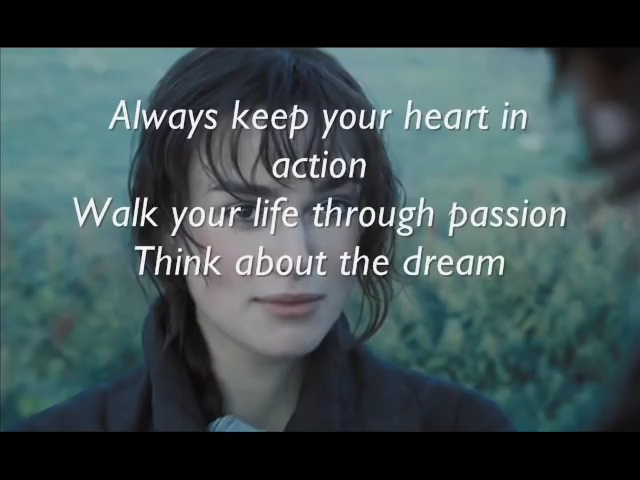 Always keep your heart in
action
Walk your life through passion
Think about the dream